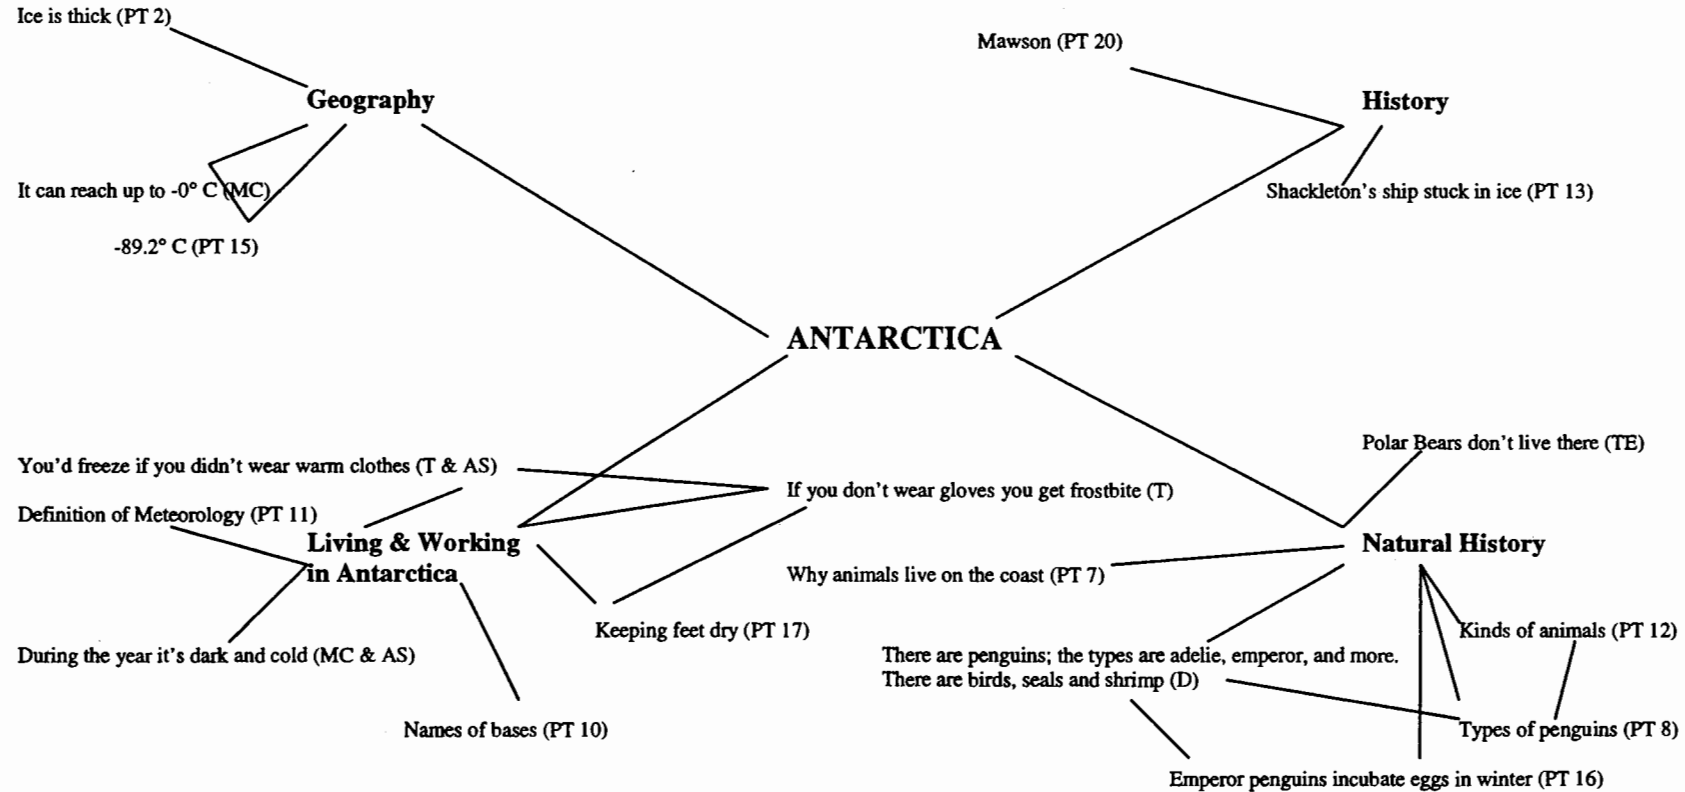 Ice is thick (PT 2)
Mawson (PT 20)
Geography
History
It can reach up to -0° C (MC)
Shackleton's ship stuck in ice (PT 13)
-89.2° C (PT 15)
ANTARCTICA
Polar Bears don't live there (TE)
You'd freeze if you didn't wear warm clothes (T & AS)
If you don't wear gloves you get frostbite (T)
Definition of Meteorology (PT 11)
Living & Working
in Antarctica
Natural History
Why animals live on the coast (PT 7)
Keeping feet dry (PT 17)
Kinds of animals (PT 12)
During the year it's dark and cold (MC & AS)
There are penguins; the types are adelie, emperor, and more.
There are birds, seals and shrimp (D)
Names of bases (PT 10)
Types of penguins (PT 8)
Emperor penguins incubate eggs in winter (PT 16)